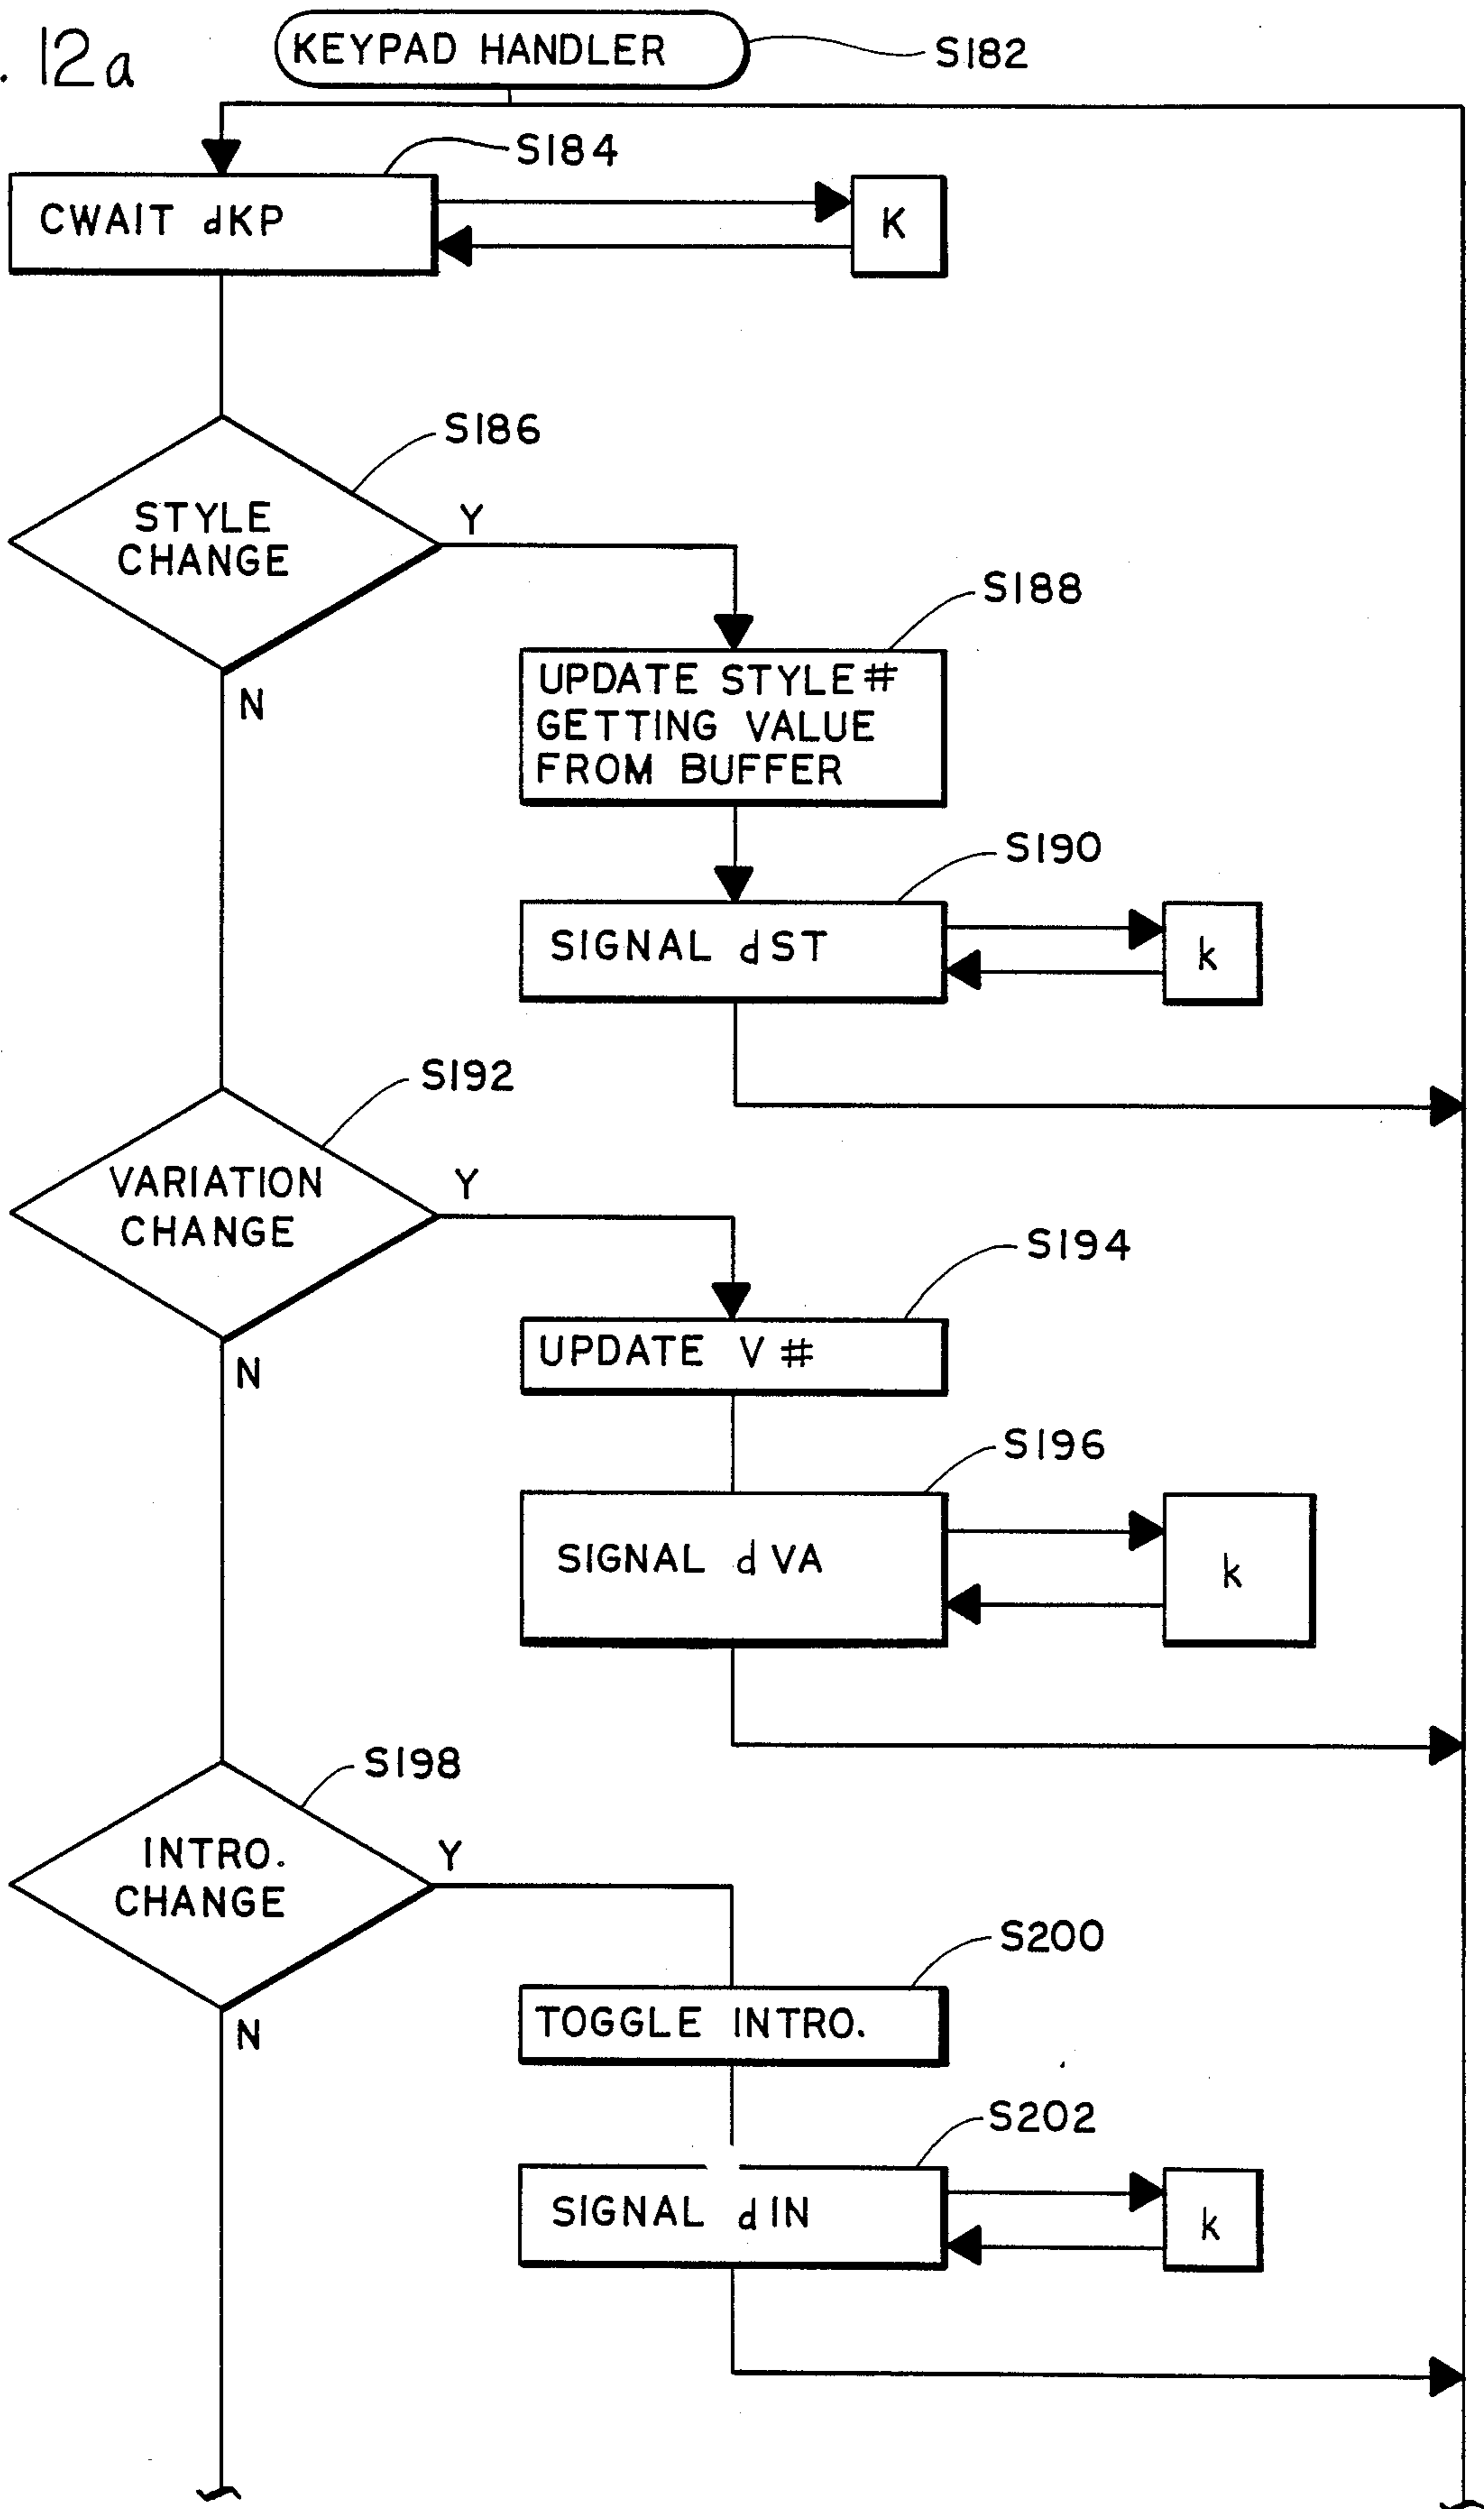 . 12a
KEYPAD HANDLER
S182
S184
CWAIT dKP
K
S186
STYLE
CHANGE
Y
N
S188
UPDATE STYLE#
GETTING VALUE
FROM BUFFER
S190
SIGNAL dST
k
S192
VARIATION
CHANGE
Y
N
S194
UPDATE V#
S196
SIGNAL dVA
k
S198
INTRO.
CHANGE
Y
N
S200
TOGGLE INTRO.
S202
SIGNAL dIN
k